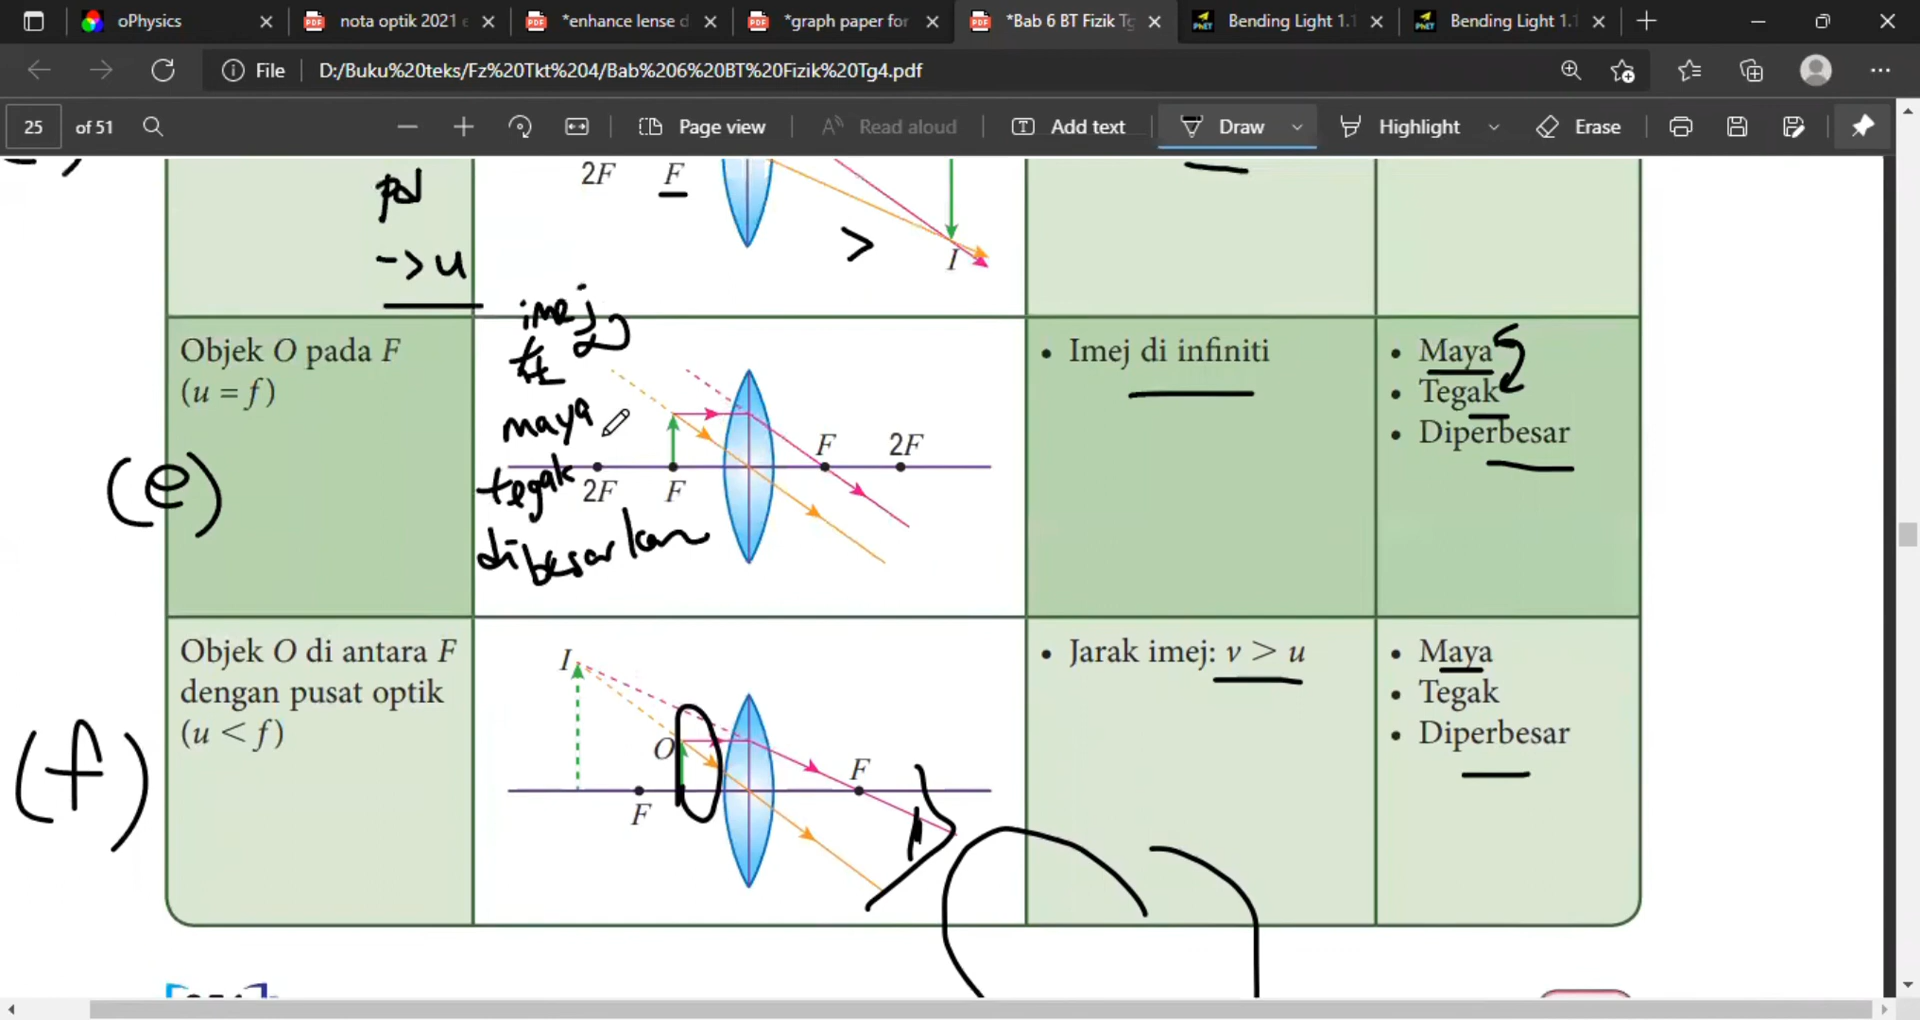 oPhysics
nota optik 2021
*enhance lense d
*graph paper for
*Bab 6 BT Fizik Tg
Bending Light 1.1
Bending Light 1.1
File
D:/Buku%20teks/Fz%20Tkt%204/Bab%206%20BT%20Fizik%20Tg4.pdf
25 of 51
Page view
Read aloud
Add text
Draw
Highlight
Erase
-> u
2F F
>
I
Objek O pada F
(u = f)
(e)
imej
maya
tegak
dibesarkan
2F F
F 2F
• Imej di infiniti
• Maya
• Tegak
• Diperbesar
Objek O di antara F
dengan pusat optik
(u < f)
(f)
I
O
F
F
• Jarak imej: v > u
• Maya
• Tegak
• Diperbesar